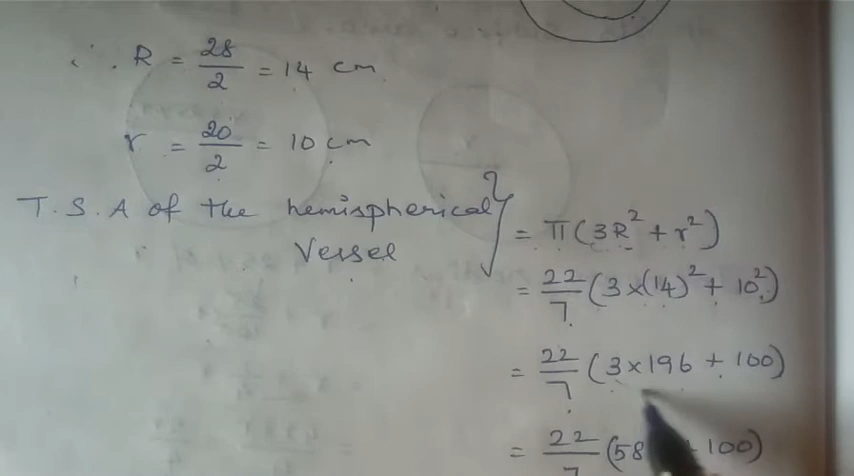 ∴ R = 28/2 = 14 cm
r = 20/2 = 10 cm
T.S.A of the hemispherical Vessel } = π(3R² + r²)
= 22/7 (3×(14)² + 10²)
= 22/7 (3×196 + 100)
= 22/7 (58 + 100)